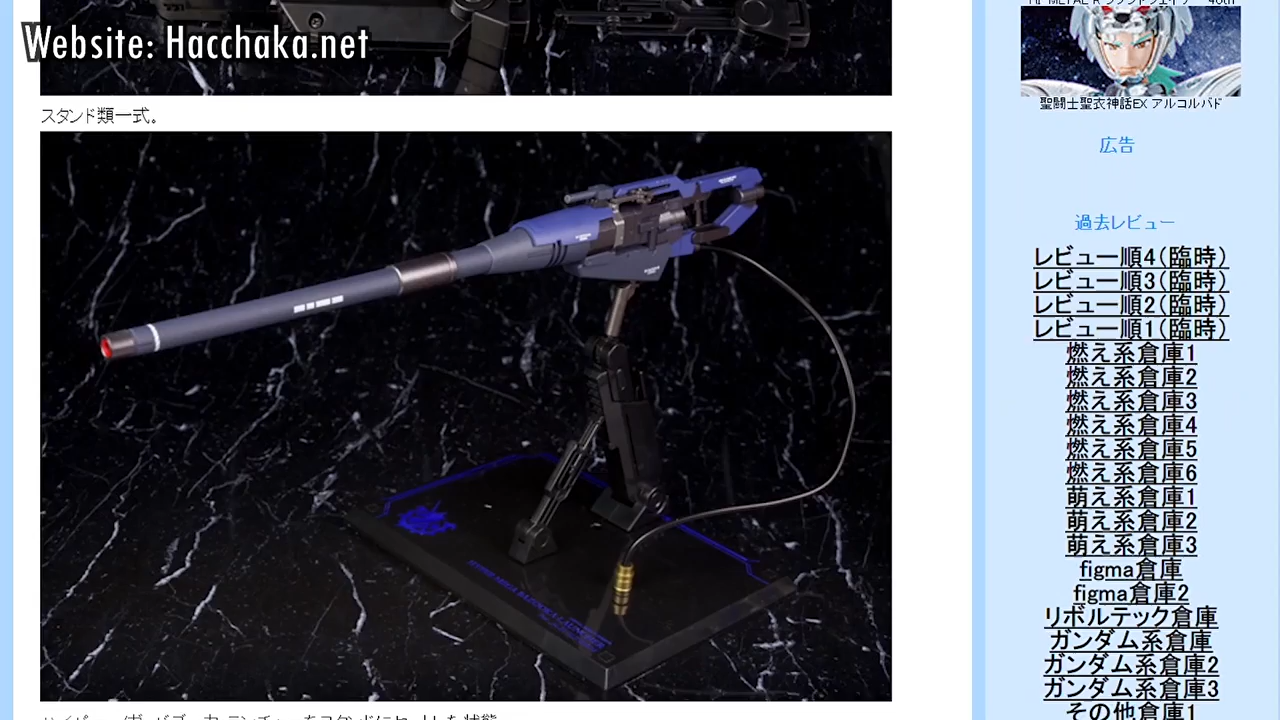 Website: Hacchaka.net
スタンド類一式。
聖闘士聖衣神話EX アルコルバド
広告
過去レビュー
レビュー順4(臨時)
レビュー順3(臨時)
レビュー順2(臨時)
レビュー順1(臨時)
燃え系倉庫1
燃え系倉庫2
燃え系倉庫3
燃え系倉庫4
燃え系倉庫5
燃え系倉庫6
萌え系倉庫1
萌え系倉庫2
萌え系倉庫3
figma倉庫
figma倉庫2
リボルテック倉庫
ガンダム系倉庫
ガンダム系倉庫2
ガンダム系倉庫3
その他倉庫1